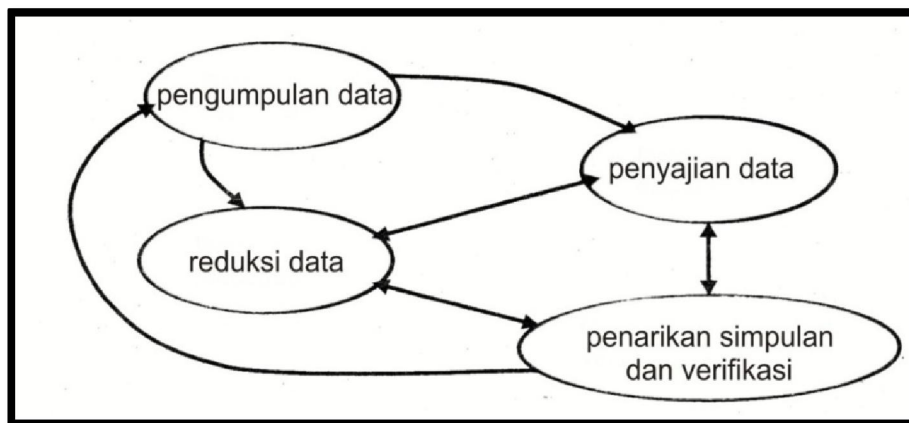 pengumpulan data
penyajian data
reduksi data
penarikan simpulan
dan verifikasi